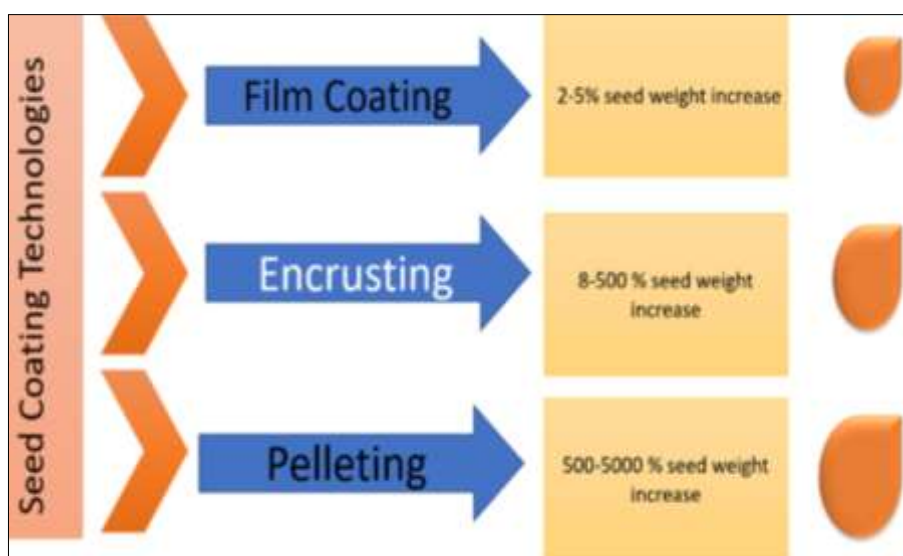 Seed Coating Technologies
Film Coating
2-5% seed weight increase
Encrusting
8-500 % seed weight
increase
Pelleting
500-5000 % seed weight
increase